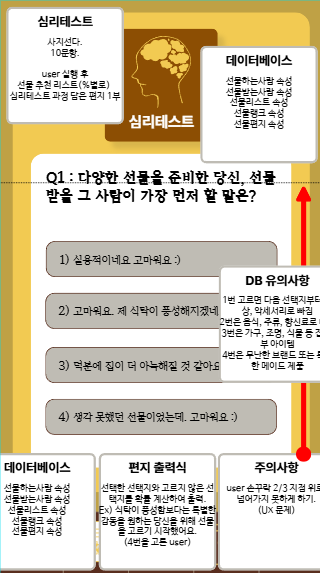 심리테스트
사지선다.
10문항.
user 실행 후
선물 추천 리스트(%별로)
심리테스트 과정 담은 편지 1부
심리테스트
데이터베이스
선물하는사람 속성
선물받는사람 속성
선물리스트 속성
선물랭크 속성
선물편지 속성
Q1 : 다양한 선물을 준비한 당신, 선물
받을 그 사람이 가장 먼저 할 말은?
1) 실용적이네요 고마워요 :)
2) 고마워요. 제 식탁이 풍성해지겠네
3) 덕분에 집이 더 아늑해질 것 같아요
4) 생각 못했던 선물이었는데. 고마워요 :)
DB 유의사항
1번 고르면 다음 선택지부터
상, 악세서리로 빠짐
2번은 음식, 주류, 향신료로
3번은 가구, 조명, 식물 등 집
부 아이템
4번은 무난한 브랜드 또는
한 메이드 제품
데이터베이스
선물하는사람 속성
선물받는사람 속성
선물리스트 속성
선물랭크 속성
선물편지 속성
편지 출력식
선택한 선택지와 고르지 않은 선
택지를 확률 계산하여 출력.
Ex) 식탁이 풍성함보다는 특별한
감동을 원하는 당신을 위해 선물
을 고르기 시작했어요.
(4번을 고른 user)
주의사항
user 손꾸락 2/3 지점 위로
넘어가지 못하게 하기.
(UX 문제)